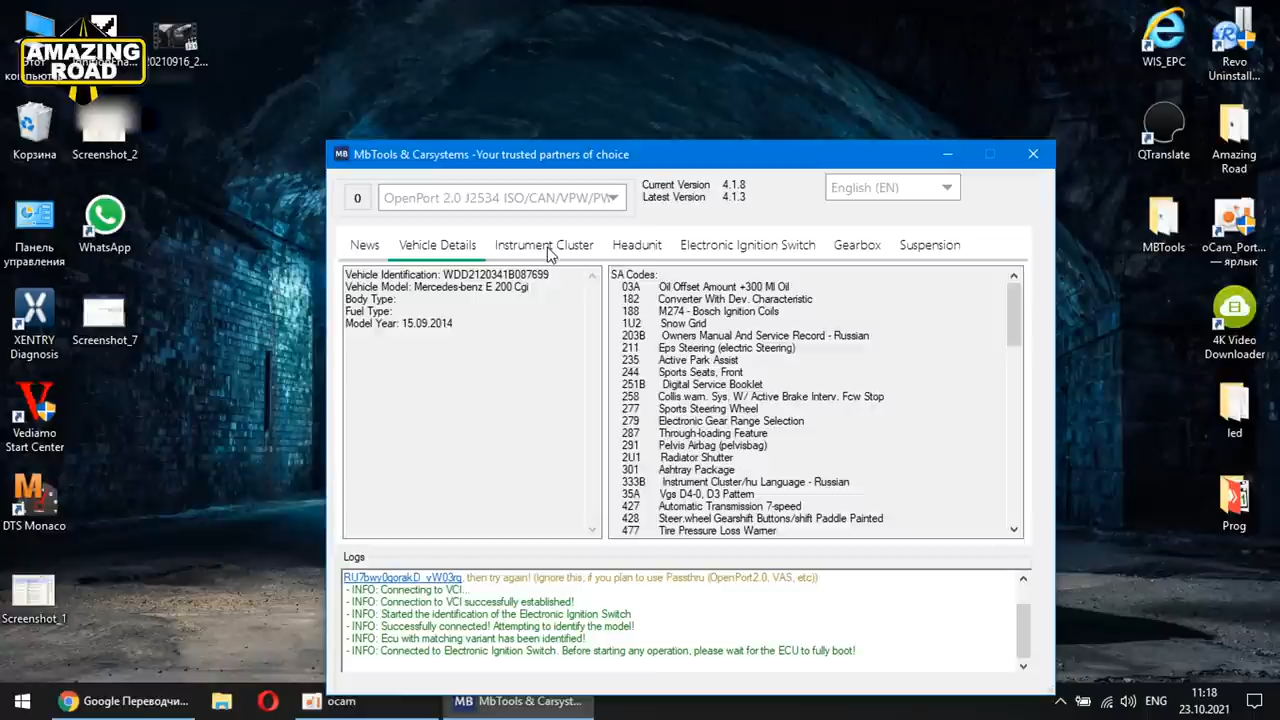 AMAZING
ROAD
Этот
20210916_2...
Корзина
Screenshot_2
Панель
управления
WhatsApp
XENTRY
Diagnosis
Screenshot_7
Vediamo
Start Center
DTS Monaco
Screenshot_1
WIS_EPC
Revo
Uninstall...
QTranslate
Amazing
Road
MBTools
oCam_Port...
— ярлык
4K Video
Downloader
led
Prog
MB MbTools & Carsystems -Your trusted partners of choice
0
OpenPort 2.0 J2534 ISO/CAN/VPW/PW
Current Version 4.1.8
Latest Version 4.1.3
English (EN)
News Vehicle Details Instrument Cluster Headunit Electronic Ignition Switch Gearbox Suspension
Vehicle Identification: WDD2120341B087699
Vehicle Model: Mercedes-benz E 200 Cgi
Body Type:
Fuel Type:
Model Year: 15.09.2014
SA Codes:
03A Oil Offset Amount +300 Ml Oil
182 Converter With Dev. Characteristic
188 M274 - Bosch Ignition Coils
1U2 Snow Grid
203B Owners Manual And Service Record - Russian
211 Eps Steering (electric Steering)
235 Active Park Assist
244 Sports Seats, Front
251B Digital Service Booklet
258 Collis.warn. Sys. W/ Active Brake Interv. Fcw Stop
277 Sports Steering Wheel
279 Electronic Gear Range Selection
287 Through-loading Feature
291 Pelvis Airbag (pelvisbag)
2U1 Radiator Shutter
301 Ashtray Package
333B Instrument Cluster/hu Language - Russian
35A Vgs D4-0, D3 Pattern
427 Automatic Transmission 7-speed
428 Steer.wheel Gearshift Buttons/shift Paddle Painted
477 Tire Pressure Loss Warner
Logs
then try again! (Ignore this, if you plan to use Passthru (OpenPort2.0, VAS, etc))
- INFO: Connecting to VCI...
- INFO: Connection to VCI successfully established!
- INFO: Started the identification of the Electronic Ignition Switch
- INFO: Successfully connected! Attempting to identify the model!
- INFO: Ecu with matching variant has been identified!
- INFO: Connected to Electronic Ignition Switch. Before starting any operation, please wait for the ECU to fully boot!
Google Переводчи...
ocam
MB MbTools & Carsyst...
ENG
11:18
23.10.2021